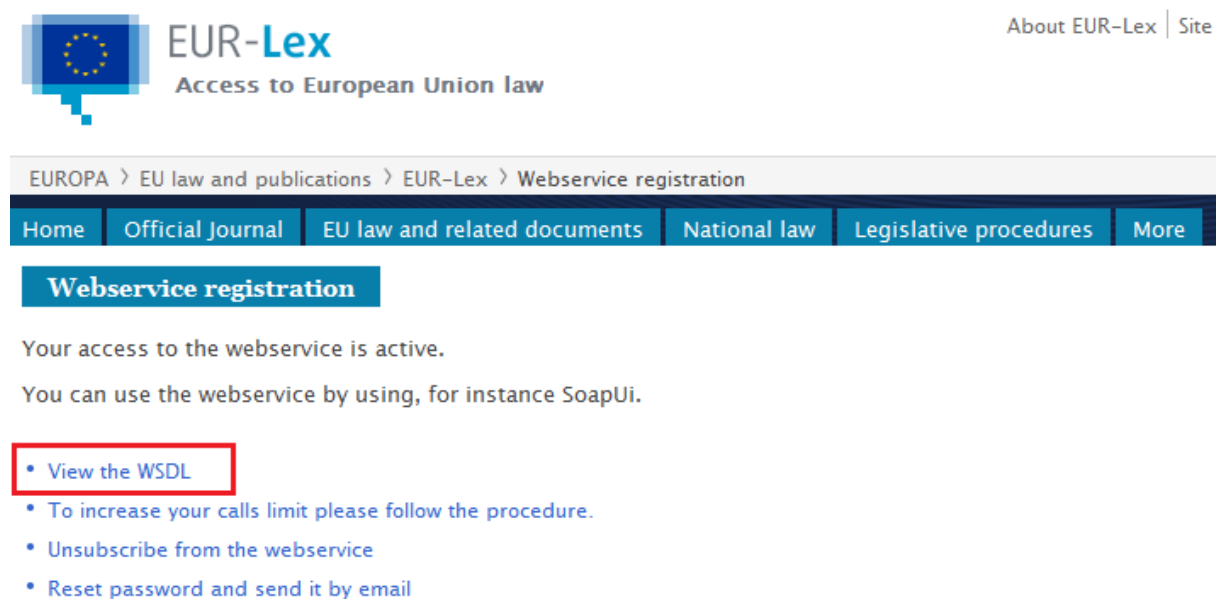 About EUR-Lex | Site
EUR-Lex
Access to European Union law
EUROPA > EU law and publications > EUR-Lex > Webservice registration
Home Official Journal EU law and related documents National law Legislative procedures More
Webservice registration
Your access to the webservice is active.
You can use the webservice by using, for instance SoapUi.
• View the WSDL
• To increase your calls limit please follow the procedure.
• Unsubscribe from the webservice
• Reset password and send it by email